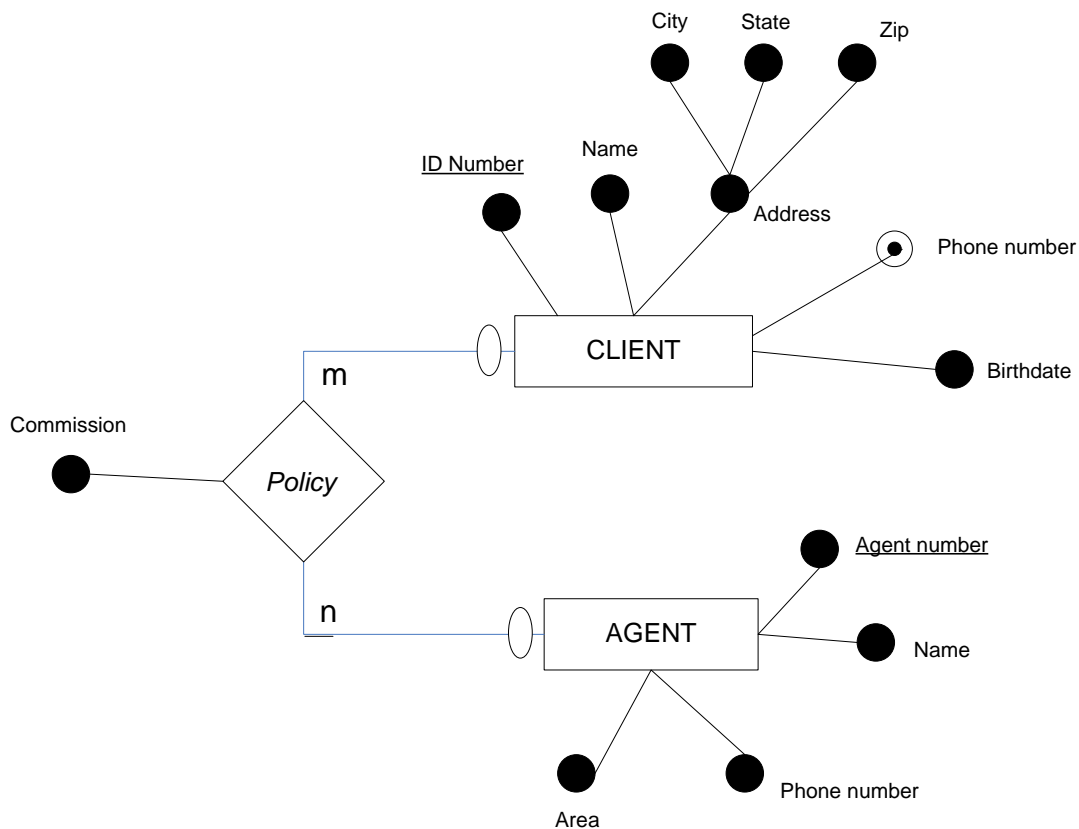 City
State
Zip
Name
ID Number
Address
Phone number
CLIENT
Birthdate
m
Commission
Policy
Agent number
n
AGENT
Name
Phone number
Area